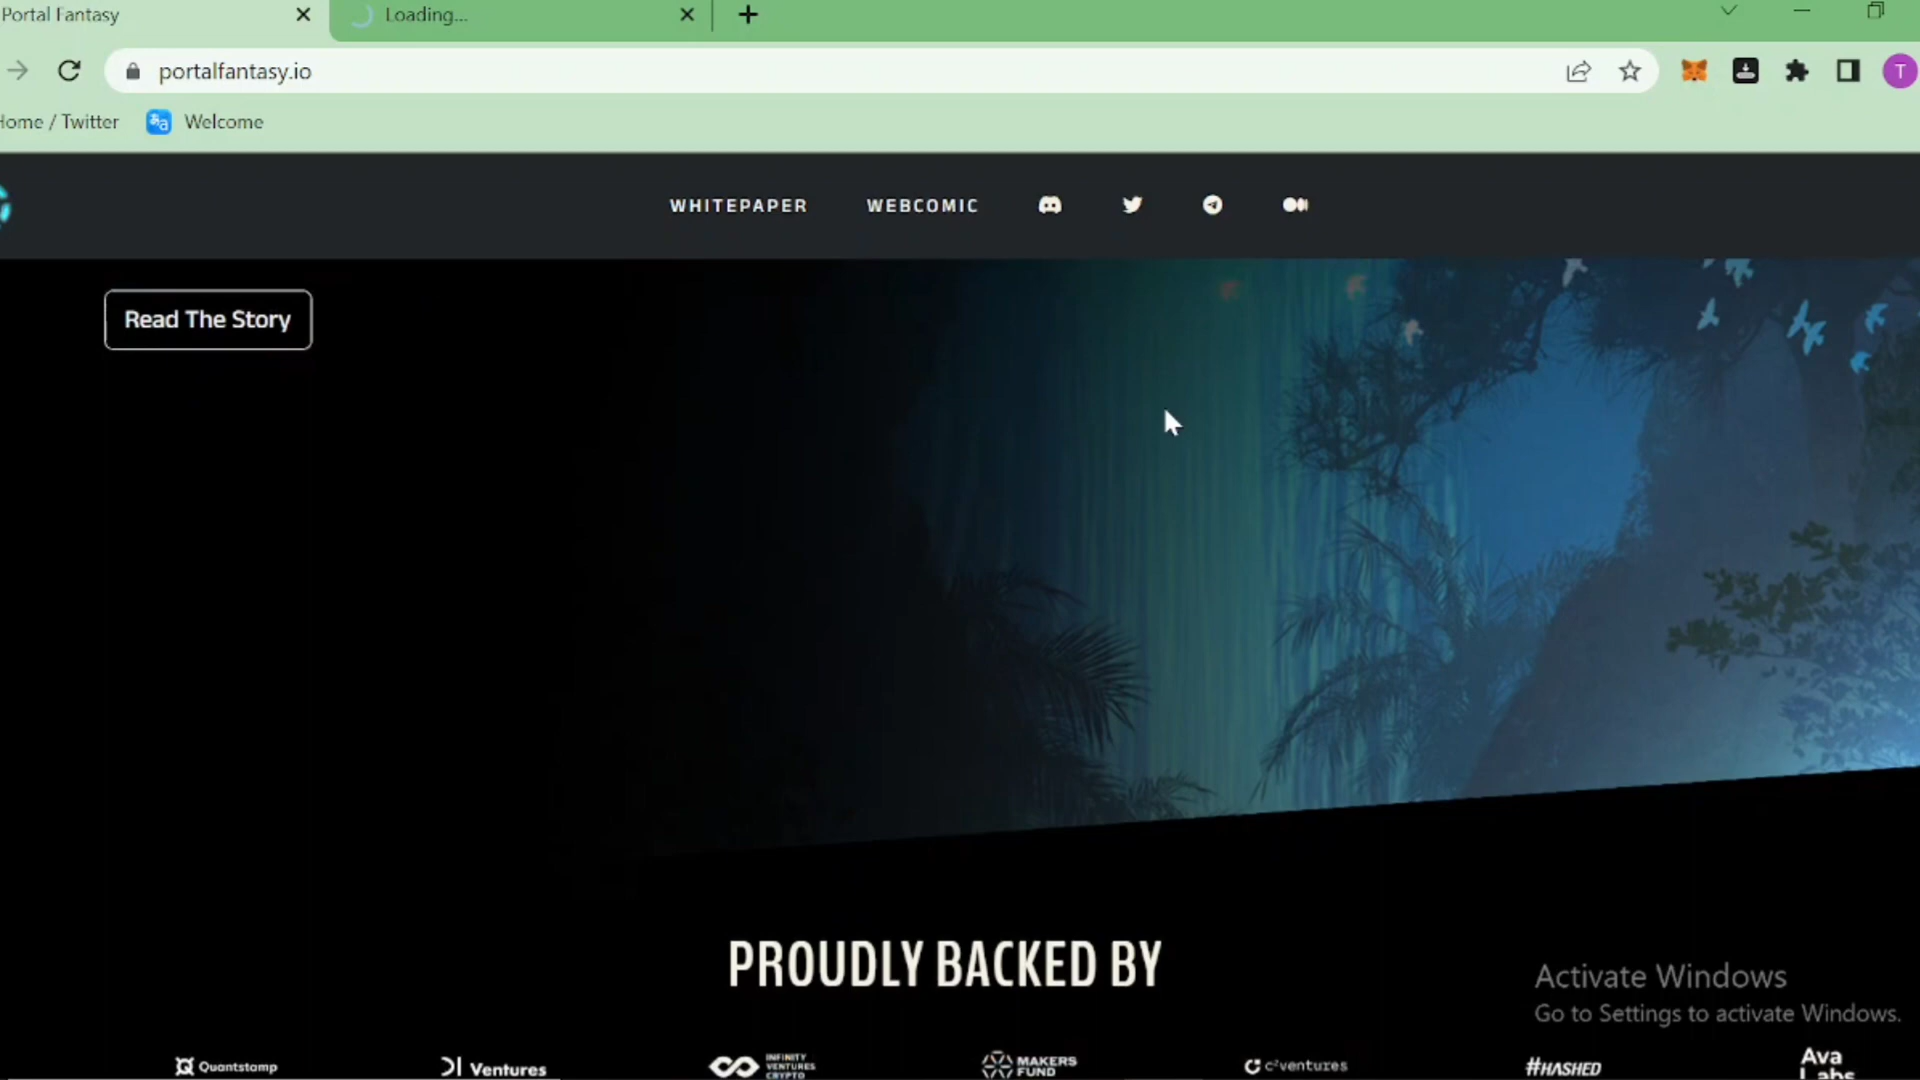 Portal Fantasy
Loading...
portalfantasy.io
T
Home / Twitter
Welcome
WHITEPAPER
WEBCOMIC
Read The Story
PROUDLY BACKED BY
Activate Windows
Go to Settings to activate Windows.
Quantstamp
DI Ventures
INFINITY
VENTURES
CRYPTO
MAKERS
FUND
c²ventures
#HASHED
Ava
Labs